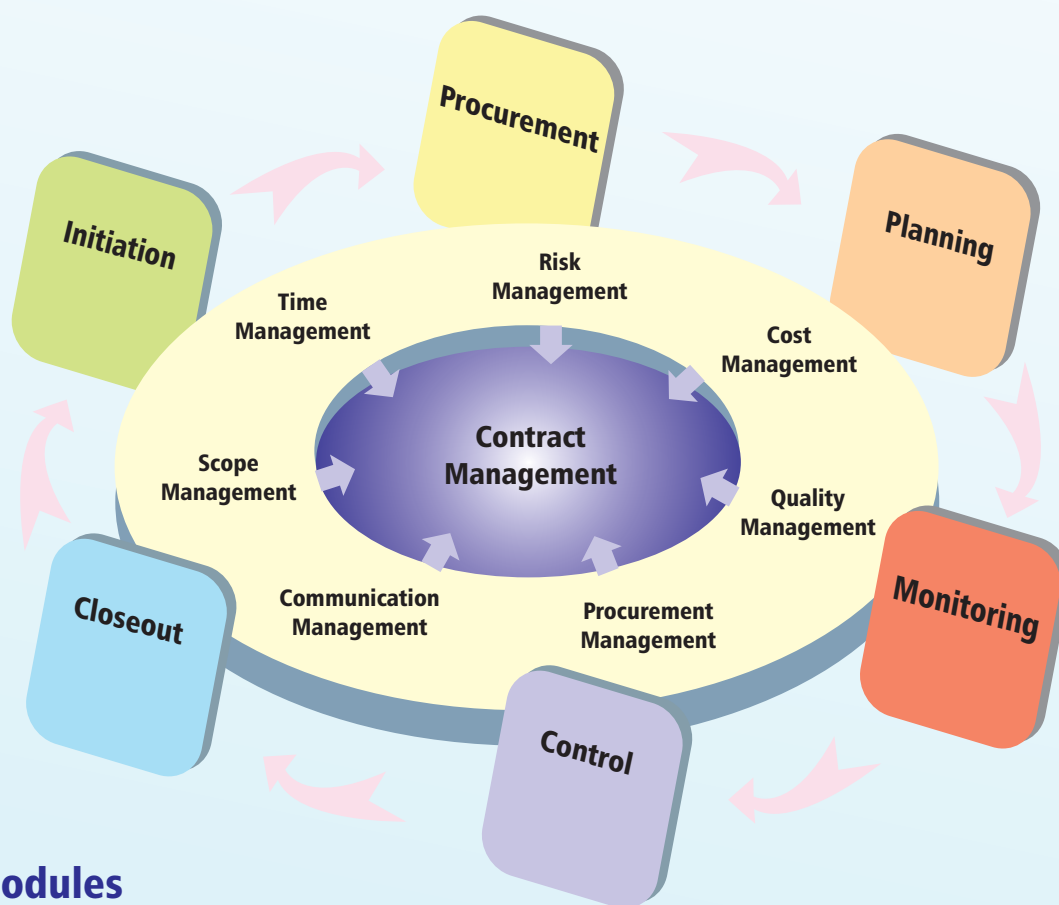 Procurement
Initiation
Planning
Risk
Management
Time
Management
Cost
Management
Contract
Management
Scope
Management
Quality
Management
Communication
Management
Procurement
Management
Closeout
Monitoring
Control
odules